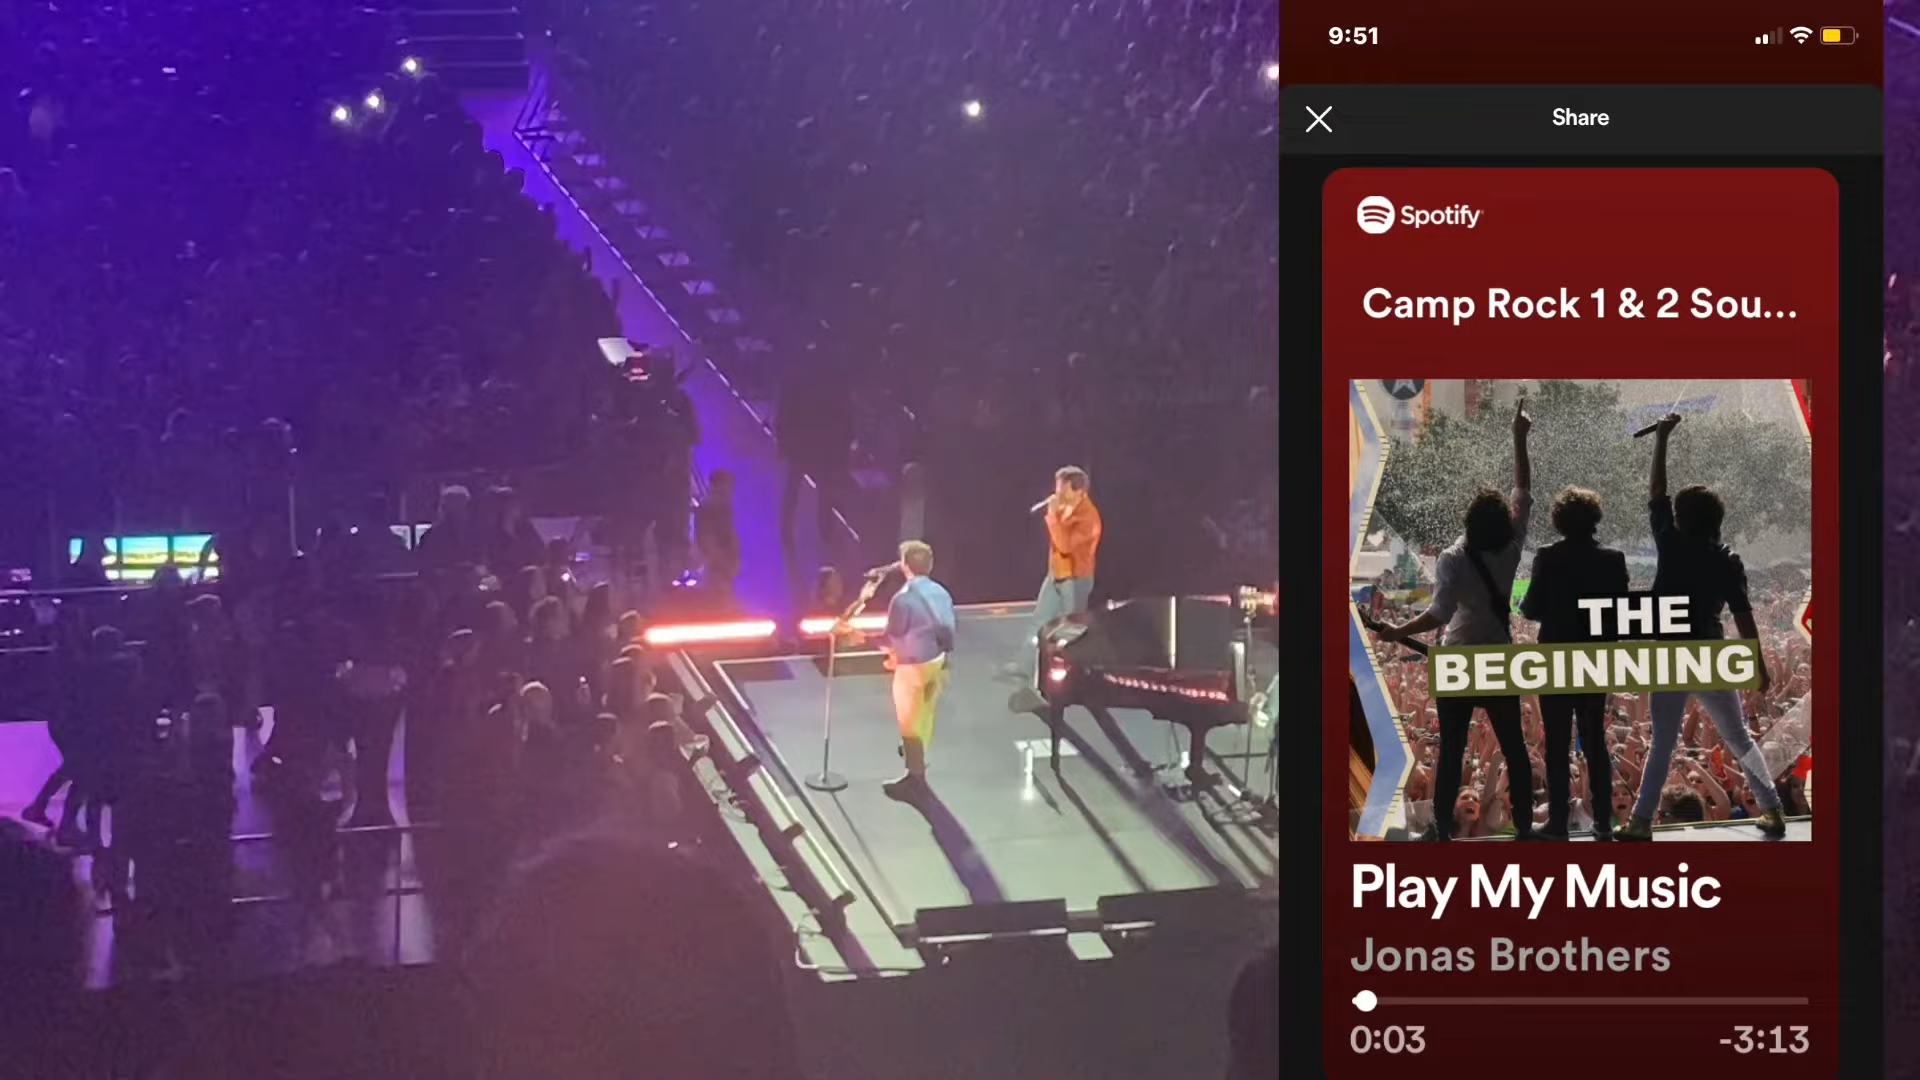 9:51
Share
Spotify
Camp Rock 1 & 2 Sou...
THE
BEGINNING
Play My Music
Jonas Brothers
0:03
-3:13